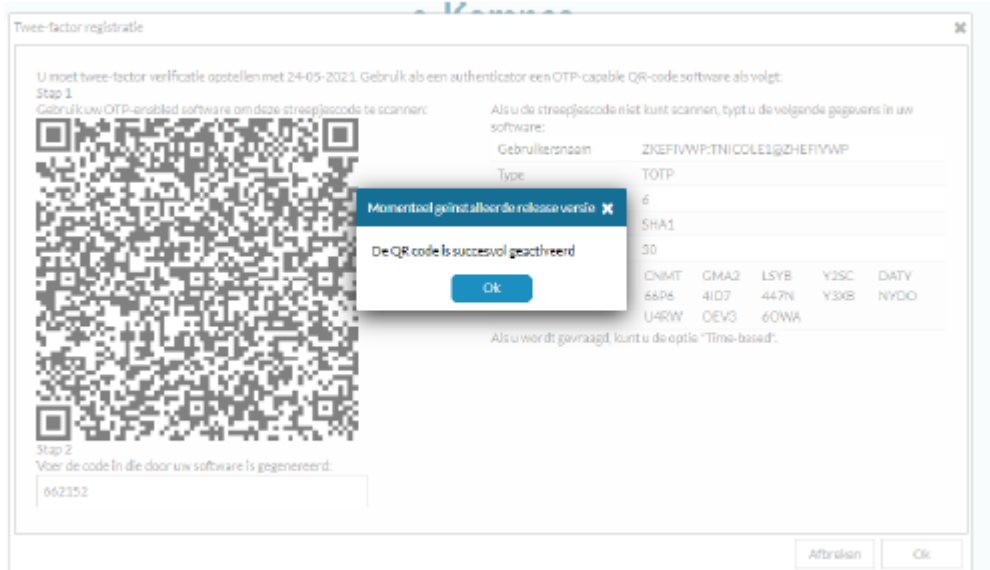 Twee-factor registratie
U moet twee-factor verificatie opstellen met 24-05-2021. Gebruik als een authenticator een OTP-capable QR-code software als volgt:
Stap 1
Gebruik uw OTP-enabled software om deze streepjescode te scannen:
Als u de streepjescode niet kunt scannen, typt u de volgende gegevens in uw
software:
Gebruikersnaam ZKEFIVWP:TNICOLE1@ZHEFIVWP
Type TOTP
6
SHA1
30
CNMT GMA2 LSYB Y2SC DATV
66P6 4ID7 447N Y3XB NYDO
U4RW OEV3 6OWA
Als u wordt gevraagd, kunt u de optie "Time-based".
Momenteel geïnstalleerde release versie
De QR code is succesvol geactiveerd
Ok
Stap 2
Voer de code in die door uw software is gegenereerd:
662152
Afbreken Ok